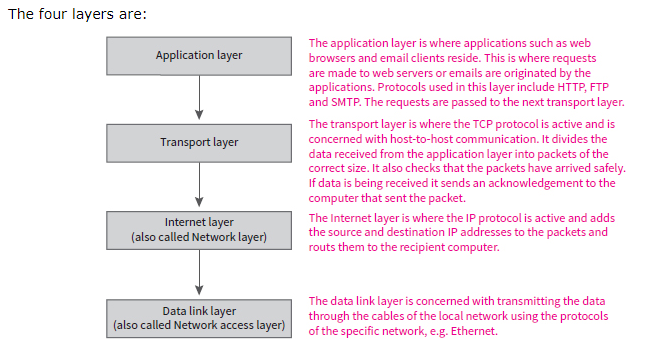 The four layers are:
Application layer
The application layer is where applications such as web
browsers and email clients reside. This is where requests
are made to web servers or emails are originated by the
applications. Protocols used in this layer include HTTP, FTP
and SMTP. The requests are passed to the next transport layer.
Transport layer
The transport layer is where the TCP protocol is active and is
concerned with host-to-host communication. It divides the
data received from the application layer into packets of the
correct size. It also checks that the packets have arrived safely.
If data is being received it sends an acknowledgement to the
computer that sent the packet.
Internet layer
(also called Network layer)
The Internet layer is where the IP protocol is active and adds
the source and destination IP addresses to the packets and
routs them to the recipient computer.
Data link layer
(also called Network access layer)
The data link layer is concerned with transmitting the data
through the cables of the local network using the protocols
of the specific network, e.g. Ethernet.